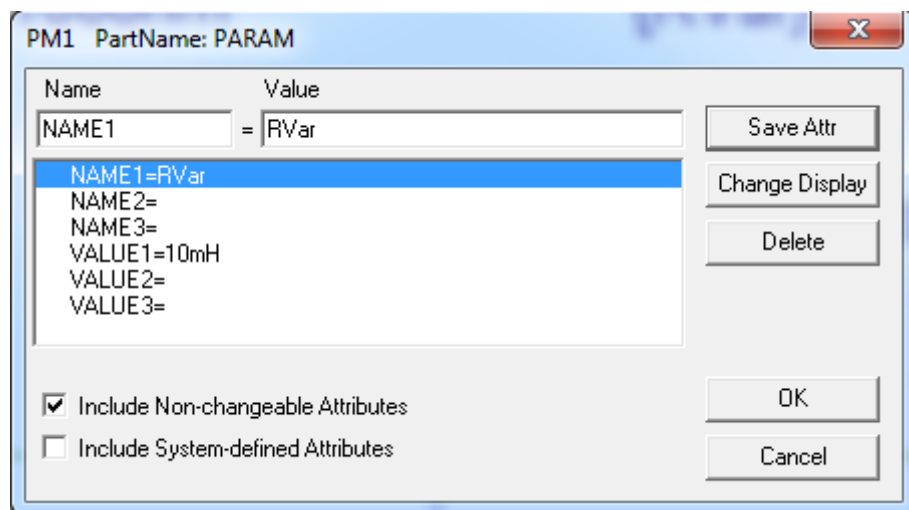 PM1 PartName: PARAM
Name Value
NAME1 = RVar
Save Attr
NAME1=RVar
Change Display
NAME2=
NAME3=
Delete
VALUE1=10mH
VALUE2=
VALUE3=
Include Non-changeable Attributes
OK
Include System-defined Attributes
Cancel